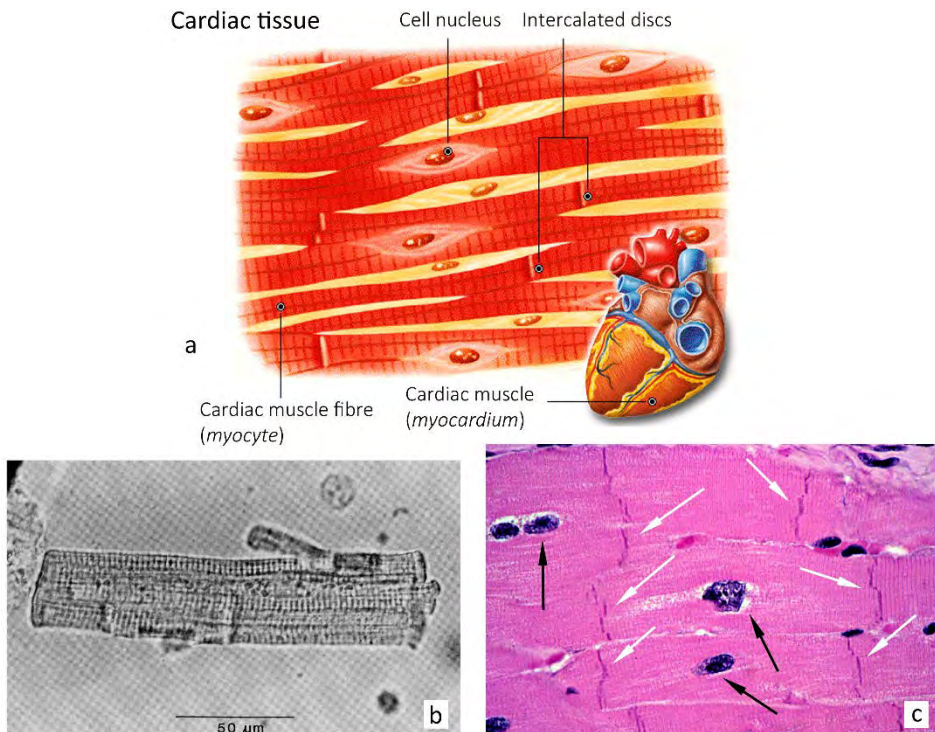 Cardiac tissue
Cell nucleus
Intercalated discs
a
Cardiac muscle fibre
(myocyte)
Cardiac muscle
(myocardium)
50 µm
b
c